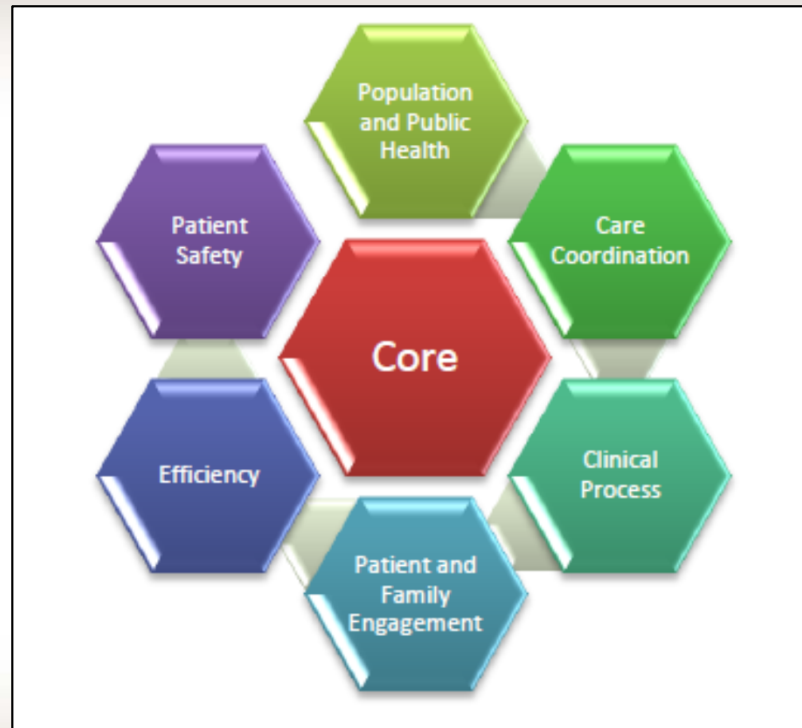 Population
and Public
Health
Patient
Safety
Care
Coordination
Core
Efficiency
Clinical
Process
Patient and
Family
Engagement